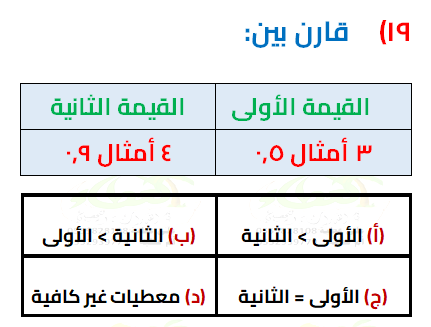 ١٩) قارن بين:
القيمة الأولى القيمة الثانية
٣ أمثال ٠,٥ ٤ أمثال ٠,٩
(أ) الأولى > الثانية (ب) الثانية > الأولى
(ج) الأولى = الثانية (د) معطيات غير كافية